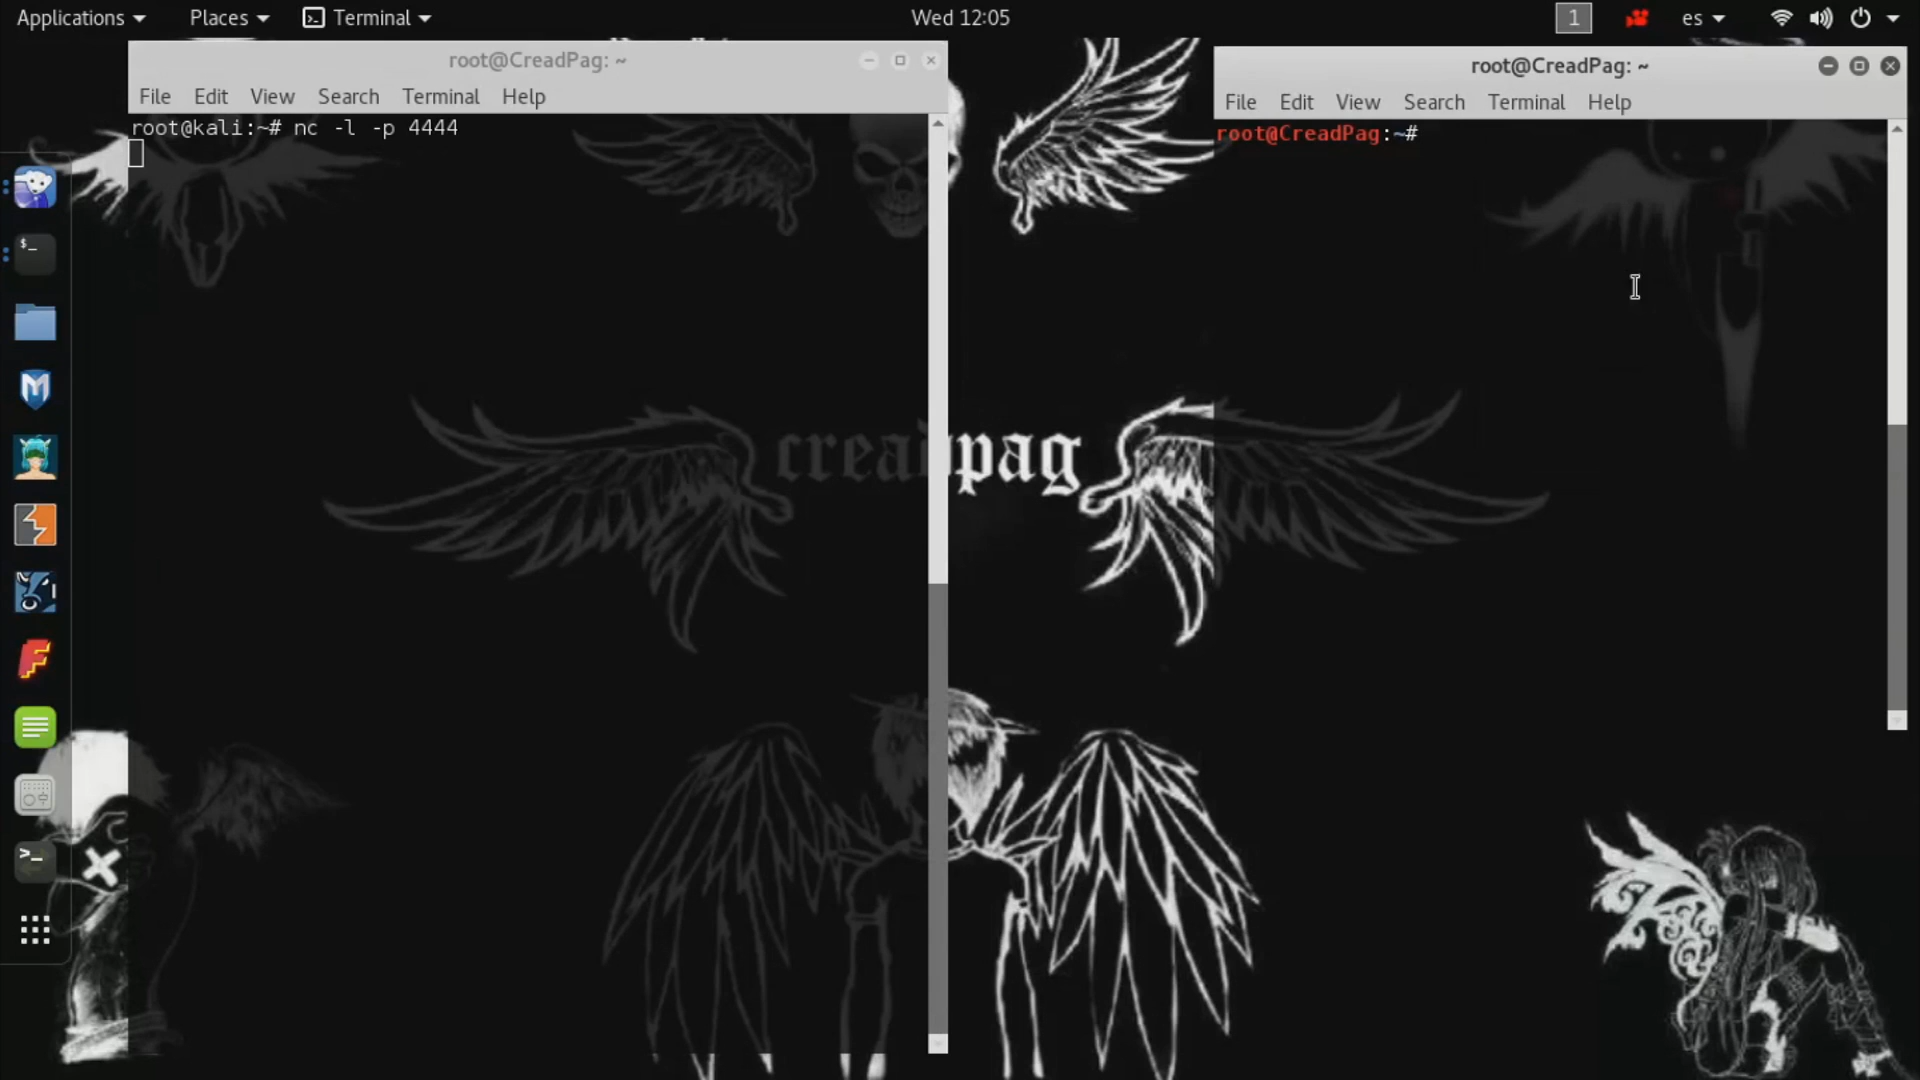 Applications Places Terminal Wed 12:05 1 es
root@CreadPag: ~
File Edit View Search Terminal Help
root@kali:~# nc -l -p 4444
root@CreadPag: ~
File Edit View Search Terminal Help
root@CreadPag:~#
$_
creadpag
>_